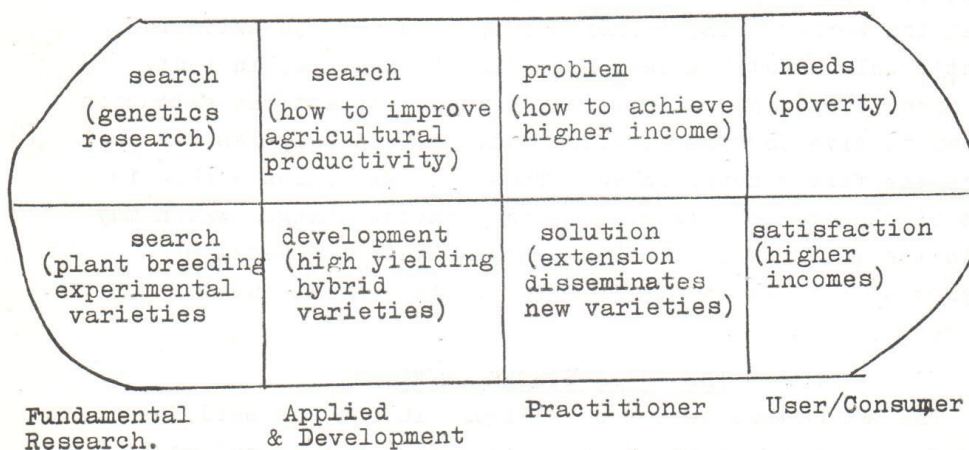 search
(genetics
research)
search
(how to improve
agricultural
productivity)
problem
(how to achieve
higher income)
needs
(poverty)
search
(plant breeding
experimental
varieties
development
(high yielding
hybrid
varieties)
solution
(extension
disseminates
new varieties)
satisfaction
(higher
incomes)
Fundamental
Research.
Applied
& Development
Practitioner
User/Consumer